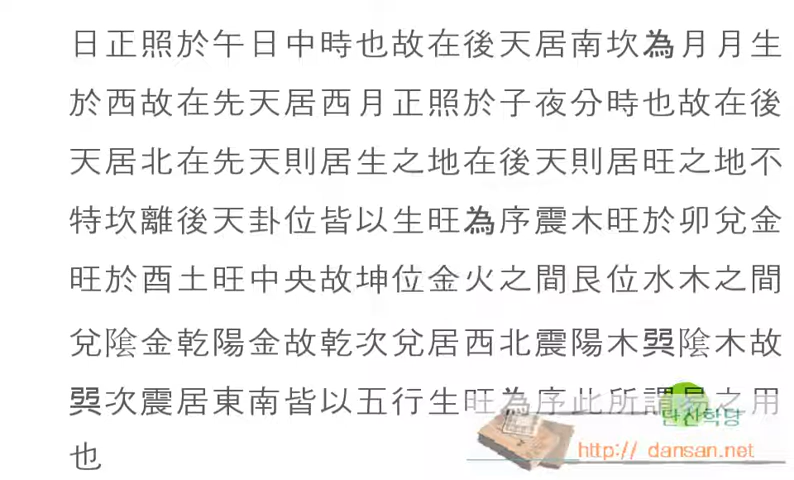 日正照於午日中時也故在後天居南坎為月月生
於西故在先天居西月正照於子夜分時也故在後
天居北在先天則居生之地在後天則居旺之地不
特坎離後天卦位皆以生旺為序震木旺於卯兌金
旺於酉土旺中央故坤位金火之間艮位水木之間
兌陰金乾陽金故乾次兌居西北震陽木巽陰木故
巽次震居東南皆以五行生旺為序此所謂易之用
也
단산학당
http:// dansan.net